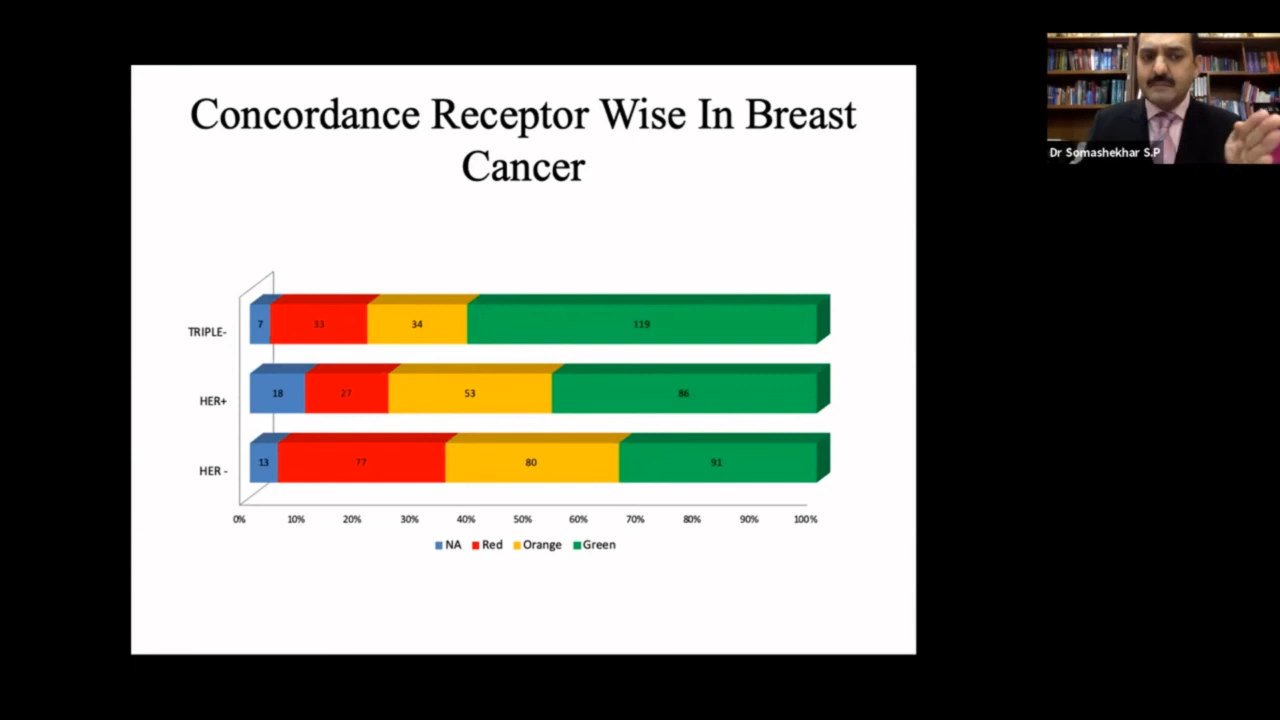 Concordance Receptor Wise In Breast
Cancer
Dr Somashekhar S.P
TRIPLE- 7 33 34 119
HER+ 18 27 53 86
HER - 13 77 80 91
0% 10% 20% 30% 40% 50% 60% 70% 80% 90% 100%
NA Red Orange Green